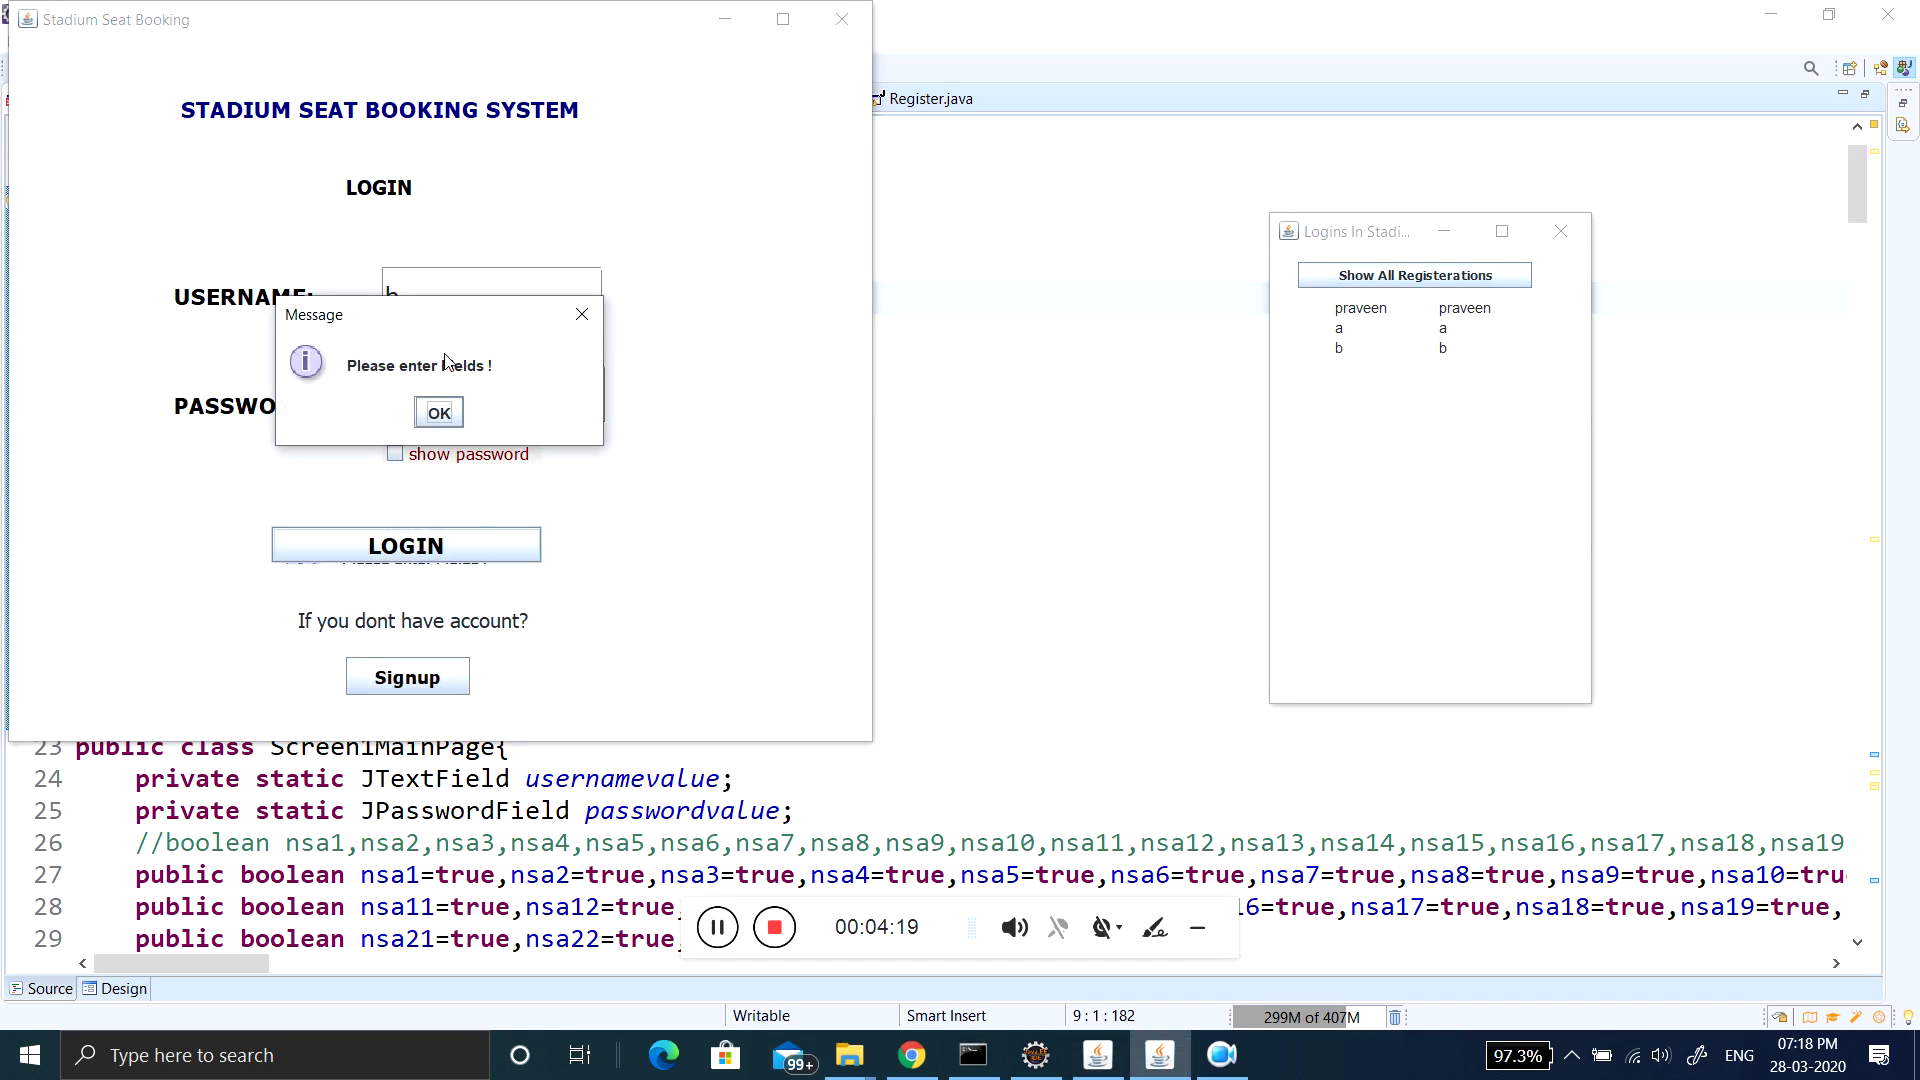 Stadium Seat Booking
STADIUM SEAT BOOKING SYSTEM
LOGIN
USERNAME:
b
Message
Please enter Fields !
OK
PASSWO
show password
LOGIN
If you dont have account?
Signup
Register.java
Logins In Stadi...
Show All Registerations
praveen praveen
a a
b b
23 public class Screen1MainPage{
24 private static JTextField usernamevalue;
25 private static JPasswordField passwordvalue;
26 //boolean nsa1,nsa2,nsa3,nsa4,nsa5,nsa6,nsa7,nsa8,nsa9,nsa10,nsa11,nsa12,nsa13,nsa14,nsa15,nsa16,nsa17,nsa18,nsa19
27 public boolean nsa1=true,nsa2=true,nsa3=true,nsa4=true,nsa5=true,nsa6=true,nsa7=true,nsa8=true,nsa9=true,nsa10=tru
28 public boolean nsa11=true,nsa12=true, 16=true,nsa17=true,nsa18=true,nsa19=true,
29 public boolean nsa21=true,nsa22=true,
00:04:19
Source Design
Writable Smart Insert 9 : 1 : 182 299M of 407M
Type here to search
99+
97.3%
ENG
07:18 PM
28-03-2020